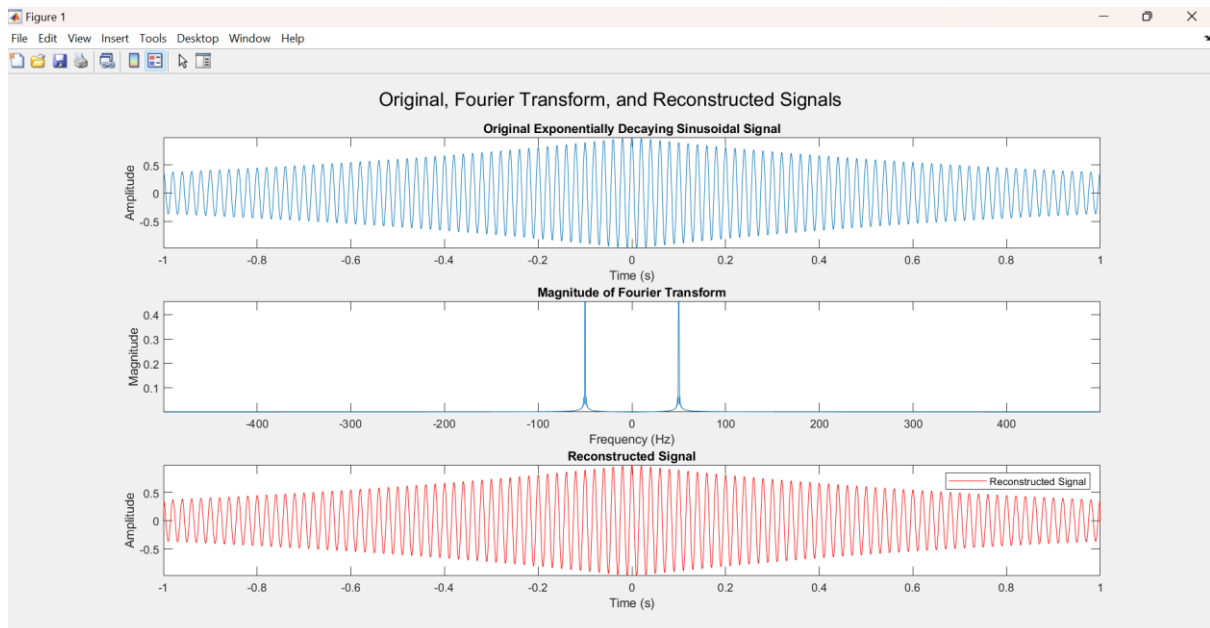 Figure 1
File Edit View Insert Tools Desktop Window Help
Original, Fourier Transform, and Reconstructed Signals
Original Exponentially Decaying Sinusoidal Signal
Amplitude
0.5
0
-0.5
-1 -0.8 -0.6 -0.4 -0.2 0 0.2 0.4 0.6 0.8 1
Time (s)
Magnitude of Fourier Transform
Magnitude
0.4
0.3
0.2
0.1
-400 -300 -200 -100 0 100 200 300 400
Frequency (Hz)
Reconstructed Signal
Amplitude
0.5
0
-0.5
Reconstructed Signal
-1 -0.8 -0.6 -0.4 -0.2 0 0.2 0.4 0.6 0.8 1
Time (s)